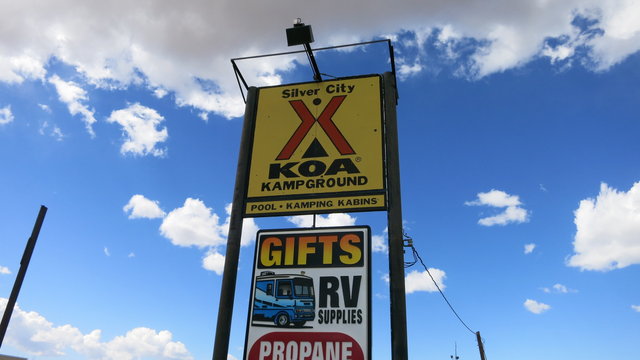 Silver City
KOA®
KAMPGROUND
POOL • KAMPING KABINS
GIFTS
RV
SUPPLIES
PROPANE